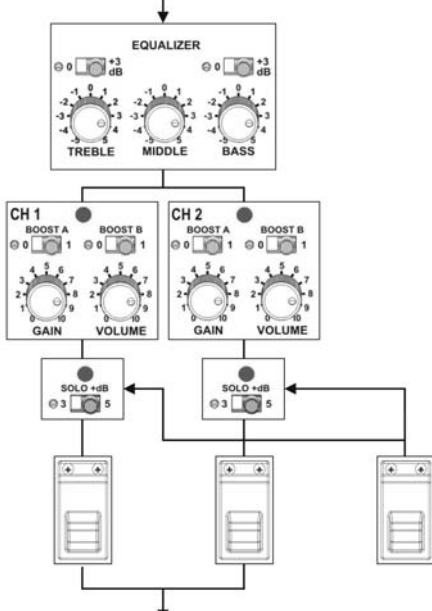 EQUALIZER
0 +3 dB
0 +3 dB
-5 -4 -3 -2 -1 0 1 2 3 4 5
-5 -4 -3 -2 -1 0 1 2 3 4 5
-5 -4 -3 -2 -1 0 1 2 3 4 5
TREBLE MIDDLE BASS
CH 1
BOOST A BOOST B
0 1 0 1
0 1 2 3 4 5 6 7 8 9 10
0 1 2 3 4 5 6 7 8 9 10
GAIN VOLUME
CH 2
BOOST A BOOST B
0 1 0 1
0 1 2 3 4 5 6 7 8 9 10
0 1 2 3 4 5 6 7 8 9 10
GAIN VOLUME
SOLO +dB
3 5
SOLO +dB
3 5